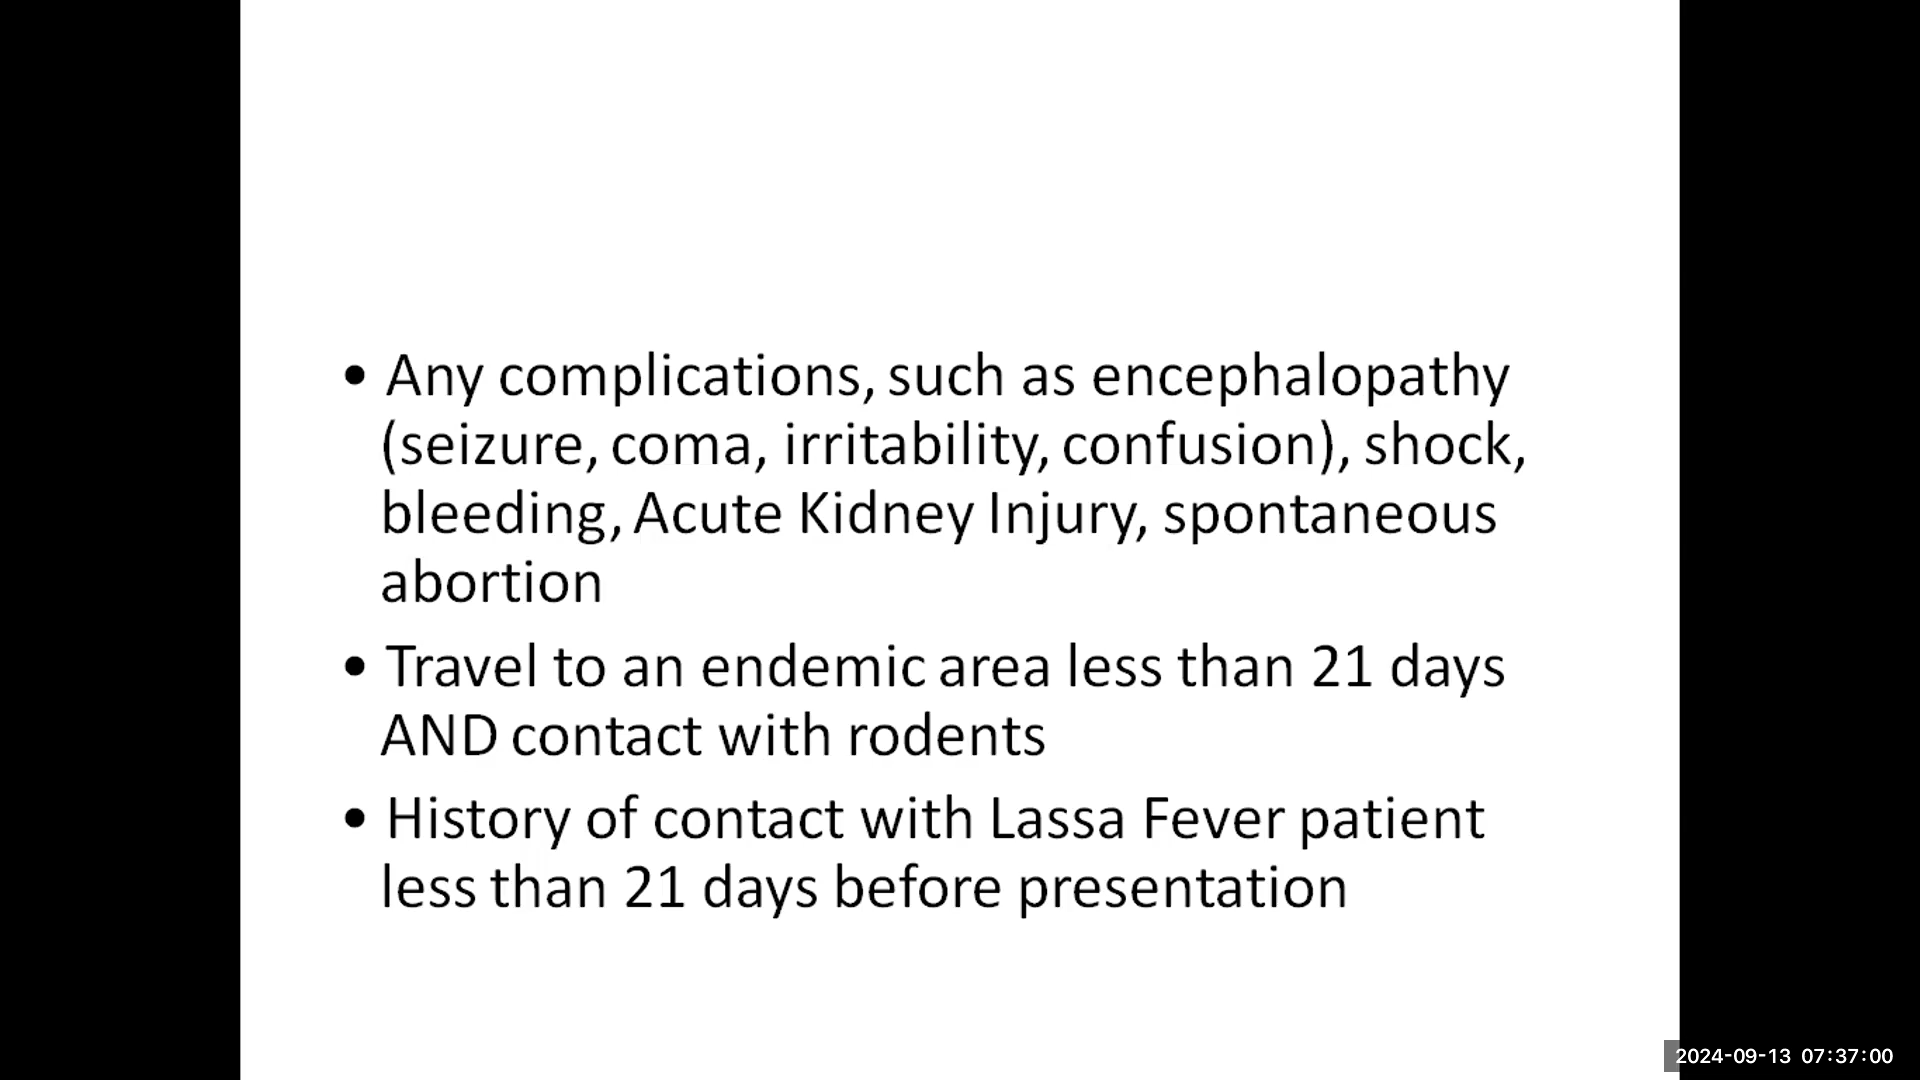 • Any complications, such as encephalopathy
(seizure, coma, irritability, confusion), shock,
bleeding, Acute Kidney Injury, spontaneous
abortion
• Travel to an endemic area less than 21 days
AND contact with rodents
• History of contact with Lassa Fever patient
less than 21 days before presentation
2024-09-13 07:37:00